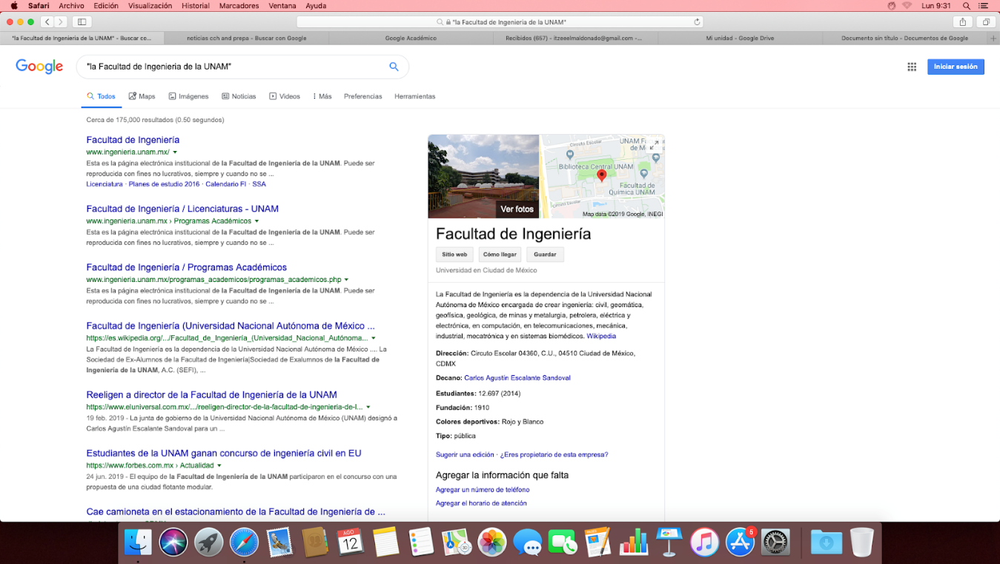 Safari Archivo Edición Visualización Historial Marcadores Ventana Ayuda Lun 9:31
"la Facultad de Ingenieria de la UNAM"
"la Facultad de Ingenieria de la UNAM" - Buscar co... noticias cch and prepa - Buscar con Google Google Académico Recibidos (657) - itzeeelmaldonado@gmail.com -... Mi unidad - Google Drive Documento sin título - Documentos de Google
Google "la Facultad de Ingenieria de la UNAM" Iniciar sesión
Todos Maps Imágenes Noticias Videos Más Preferencias Herramientas
Cerca de 175,000 resultados (0.50 segundos)
Facultad de Ingeniería
www.ingenieria.unam.mx/
Esta es la página electrónica institucional de la Facultad de Ingeniería de la UNAM. Puede ser
reproducida con fines no lucrativos, siempre y cuando no se ...
Licenciatura · Planes de estudio 2016 · Calendario FI · SSA
Facultad de Ingeniería / Licenciaturas - UNAM
www.ingenieria.unam.mx › Programas Académicos
Esta es la página electrónica institucional de la Facultad de Ingeniería de la UNAM. Puede ser
reproducida con fines no lucrativos, siempre y cuando no se ...
Facultad de Ingeniería / Programas Académicos
www.ingenieria.unam.mx/programas_academicos/programas_academicos.php
Esta es la página electrónica institucional de la Facultad de Ingeniería de la UNAM. Puede ser
reproducida con fines no lucrativos, siempre y cuando no se ...
Facultad de Ingeniería (Universidad Nacional Autónoma de México ...
https://es.wikipedia.org/.../Facultad_de_Ingeniería_(Universidad_Nacional_Autónoma...
La Facultad de Ingeniería es la dependencia de la Universidad Nacional Autónoma de México .... La
Sociedad de Ex-Alumnos de la Facultad de Ingeniería|Sociedad de Exalumnos de la Facultad de
Ingeniería de la UNAM, A.C. (SEFI), ...
Reeligen a director de la Facultad de Ingeniería de la UNAM
https://www.eluniversal.com.mx/.../reeligen-director-de-la-facultad-de-ingenieria-de-l...
19 feb. 2019 - La junta de gobierno de la Universidad Nacional Autónoma de México (UNAM) designó a
Carlos Agustín Escalante Sandoval para un ...
Estudiantes de la UNAM ganan concurso de ingeniería civil en EU
https://www.forbes.com.mx › Actualidad
24 jun. 2019 - El equipo de la Facultad de Ingeniería de la UNAM participaron en el concurso con una
propuesta de una ciudad flotante modular.
Cae camioneta en el estacionamiento de la Facultad de Ingeniería de ...
Ver fotos
Circuito Escolar
UNAM
Biblioteca Central UNAM
Facultad de
Química UNAM
Circuito Escolar
Map data ©2019 Google, INEGI
Facultad de Ingeniería
Sitio web Cómo llegar Guardar
Universidad en Ciudad de México
La Facultad de Ingeniería es la dependencia de la Universidad Nacional
Autónoma de México encargada de crear ingeniería: civil, geomática,
geofísica, geológica, de minas y metalurgia, petrolera, eléctrica y
electrónica, en computación, en telecomunicaciones, mecánica,
industrial, mecatrónica y en sistemas biomédicos. Wikipedia
Dirección: Circuto Escolar 04360, C.U., 04510 Ciudad de México,
CDMX
Decano: Carlos Agustín Escalante Sandoval
Estudiantes: 12.697 (2014)
Fundación: 1910
Colores deportivos: Rojo y Blanco
Tipo: pública
Sugerir una edición · ¿Eres propietario de esta empresa?
Agregar la información que falta
Agregar un número de teléfono
Agregar el horario de atención
AGO
12
5